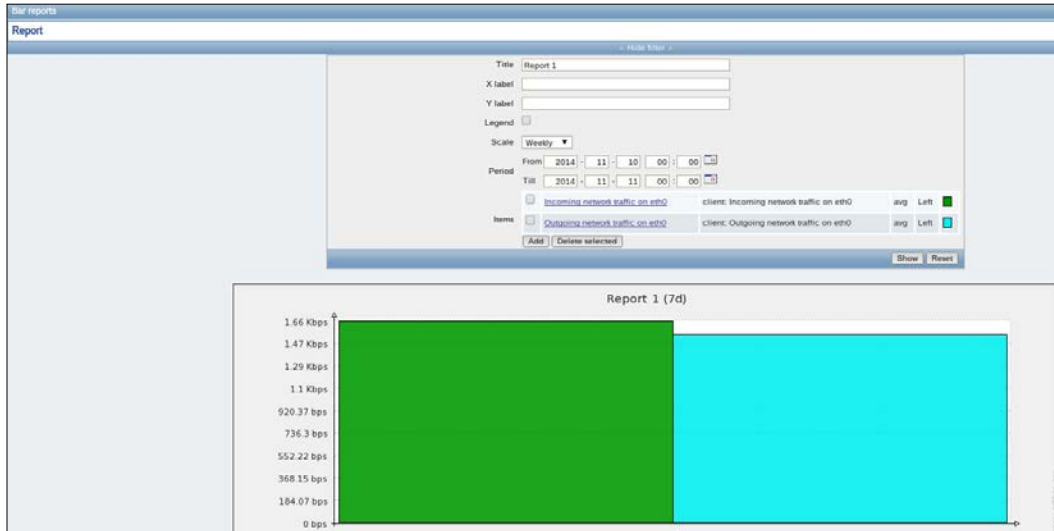 Bar reports
Report
« Hide filter »
Title Report 1
X label
Y label
Legend
Scale Weekly
Period From 2014 - 11 - 10 00 : 00
Till 2014 - 11 - 11 00 : 00
Items
Incoming network traffic on eth0 client: Incoming network traffic on eth0 avg Left
Outgoing network traffic on eth0 client: Outgoing network traffic on eth0 avg Left
Add Delete selected
Show Reset
Report 1 (7d)
1.66 Kbps
1.47 Kbps
1.29 Kbps
1.1 Kbps
920.37 bps
736.3 bps
552.22 bps
368.15 bps
184.07 bps
0 bps